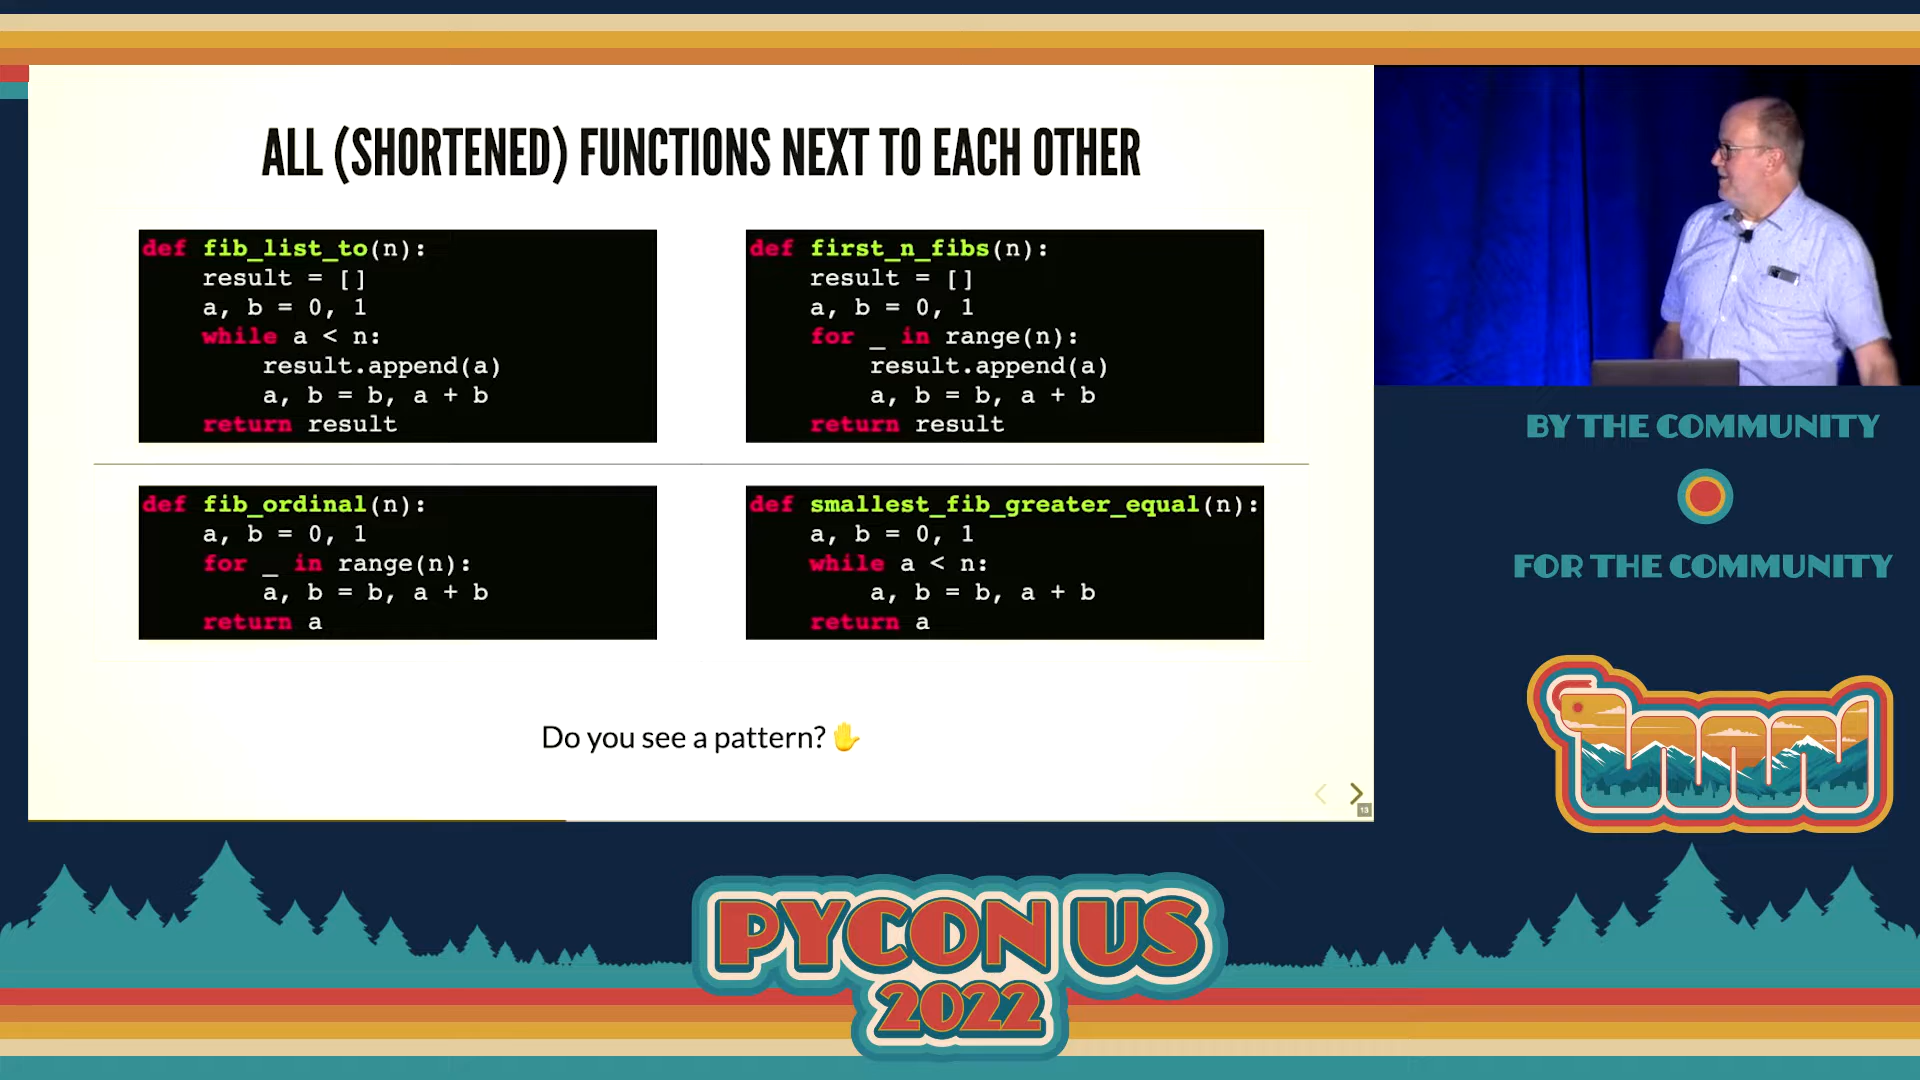 ALL (SHORTENED) FUNCTIONS NEXT TO EACH OTHER
def fib_list_to(n):
    result = []
    a, b = 0, 1
    while a < n:
        result.append(a)
        a, b = b, a + b
    return result
def first_n_fibs(n):
    result = []
    a, b = 0, 1
    for _ in range(n):
        result.append(a)
        a, b = b, a + b
    return result
def fib_ordinal(n):
    a, b = 0, 1
    for _ in range(n):
        a, b = b, a + b
    return a
def smallest_fib_greater_equal(n):
    a, b = 0, 1
    while a < n:
        a, b = b, a + b
    return a
Do you see a pattern?✋
13
BY THE COMMUNITY
FOR THE COMMUNITY
PYCON US
2022